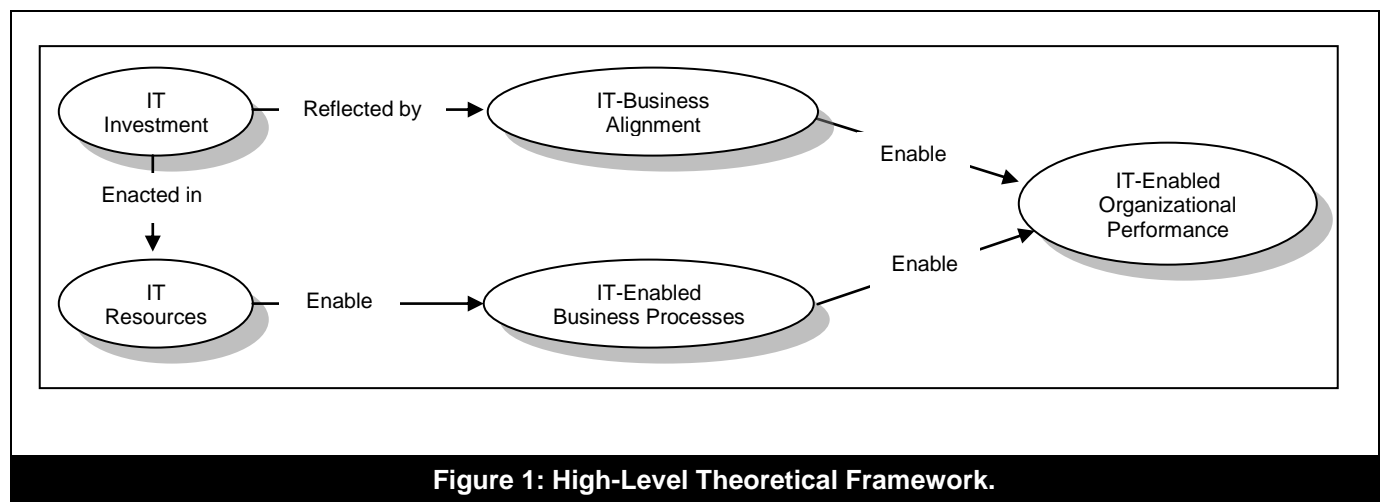 IT
Investment
Reflected by
IT-Business
Alignment
Enable
Enacted in
IT-Enabled
Organizational
Performance
IT
Resources
Enable
IT-Enabled
Business Processes
Enable
Figure 1: High-Level Theoretical Framework.